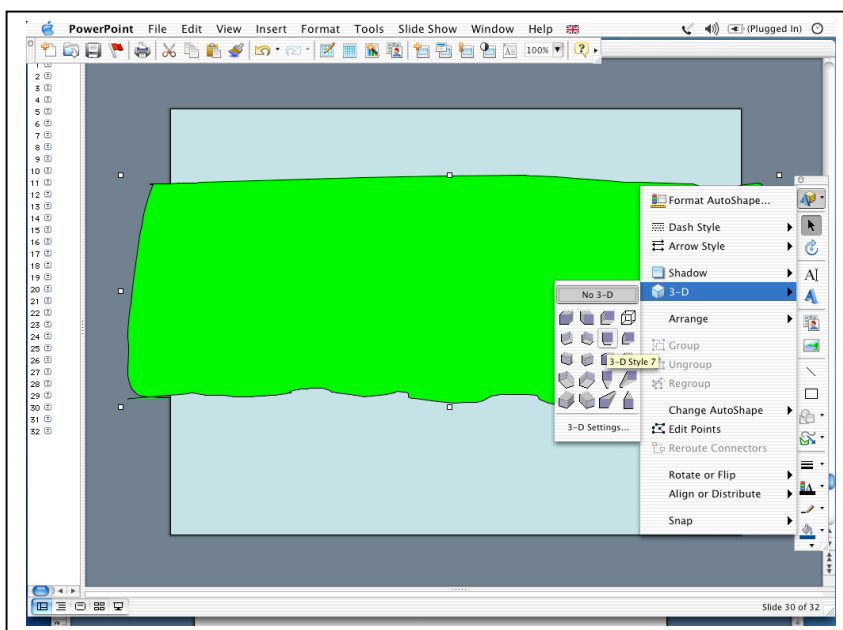 PowerPoint File Edit View Insert Format Tools Slide Show Window Help (Plugged In)
100%
1
2
3
4
5
6
7
8
9
10
11
12
13
14
15
16
17
18
19
20
21
22
23
24
25
26
27
28
29
30
31
32
Format AutoShape...
Dash Style
Arrow Style
Shadow
3-D
Arrange
Group
Ungroup
Regroup
Change AutoShape
Edit Points
Reroute Connectors
Rotate or Flip
Align or Distribute
Snap
No 3-D
3-D Style 7
3-D Settings...
Slide 30 of 32